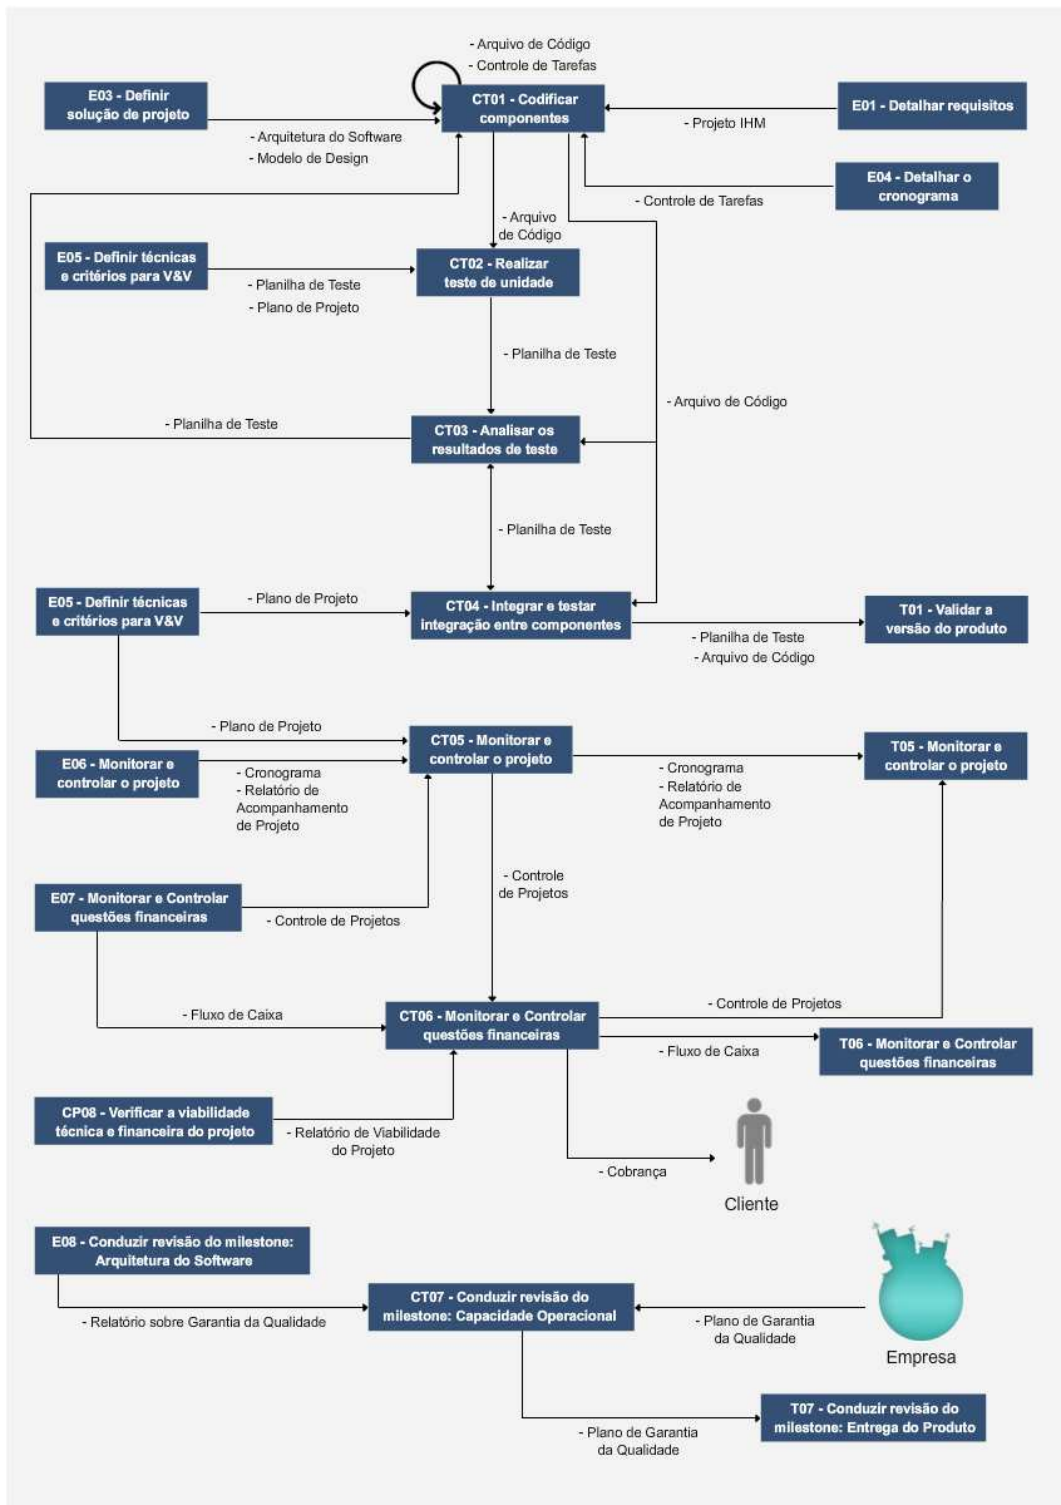 - Arquivo de Código
- Controle de Tarefas
E03 - Definir
solução de projeto
CT01 - Codificar
componentes
E01 - Detalhar requisitos
- Arquitetura do Software
- Modelo de Design
- Projeto IHM
E04 - Detalhar o
cronograma
- Controle de Tarefas
- Arquivo
de Código
E05 - Definir técnicas
e critérios para V&V
CT02 - Realizar
teste de unidade
- Planilha de Teste
- Plano de Projeto
- Planilha de Teste
- Arquivo de Código
- Planilha de Teste
CT03 - Analisar os
resultados de teste
- Planilha de Teste
E05 - Definir técnicas
e critérios para V&V
- Plano de Projeto
CT04 - Integrar e testar
integração entre componentes
T01 - Validar a
versão do produto
- Planilha de Teste
- Arquivo de Código
- Plano de Projeto
CT05 - Monitorar e
controlar o projeto
T05 - Monitorar e
controlar o projeto
E06 - Monitorar e
controlar o projeto
- Cronograma
- Relatório de
Acompanhamento
de Projeto
- Cronograma
- Relatório de
Acompanhamento
de Projeto
- Controle
de Projetos
E07 - Monitorar e Controlar
questões financeiras
- Controle de Projetos
- Fluxo de Caixa
CT06 - Monitorar e Controlar
questões financeiras
- Controle de Projetos
- Fluxo de Caixa
T06 - Monitorar e Controlar
questões financeiras
CP08 - Verificar a viabilidade
técnica e financeira do projeto
- Relatório de Viabilidade
do Projeto
- Cobrança
Cliente
E08 - Conduzir revisão do milestone:
Arquitetura do Software
CT07 - Conduzir revisão do
milestone: Capacidade Operacional
- Relatório sobre Garantia da Qualidade
- Plano de Garantia
da Qualidade
Empresa
T07 - Conduzir revisão do
milestone: Entrega do Produto
- Plano de Garantia
da Qualidade